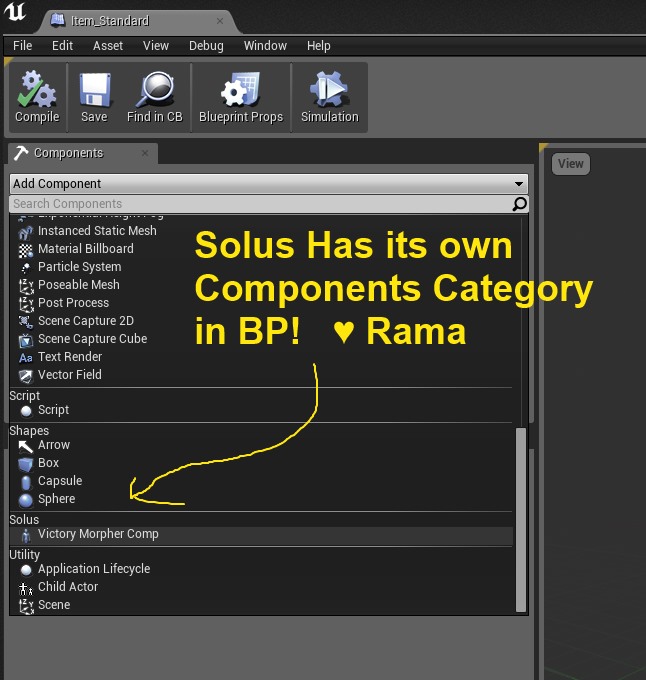 Item_Standard
File Edit Asset View Debug Window Help
Compile Save Find in CB Blueprint Props Simulation
Components
View
Add Component
Search Components
Exponential Height Fog
Instanced Static Mesh
Material Billboard
Particle System
Poseable Mesh
Post Process
Scene Capture 2D
Scene Capture Cube
Text Render
Vector Field
Solus Has its own
Components Category
in BP! ♥ Rama
Script
Script
Shapes
Arrow
Box
Capsule
Sphere
Solus
Victory Morpher Comp
Utility
Application Lifecycle
Child Actor
Scene